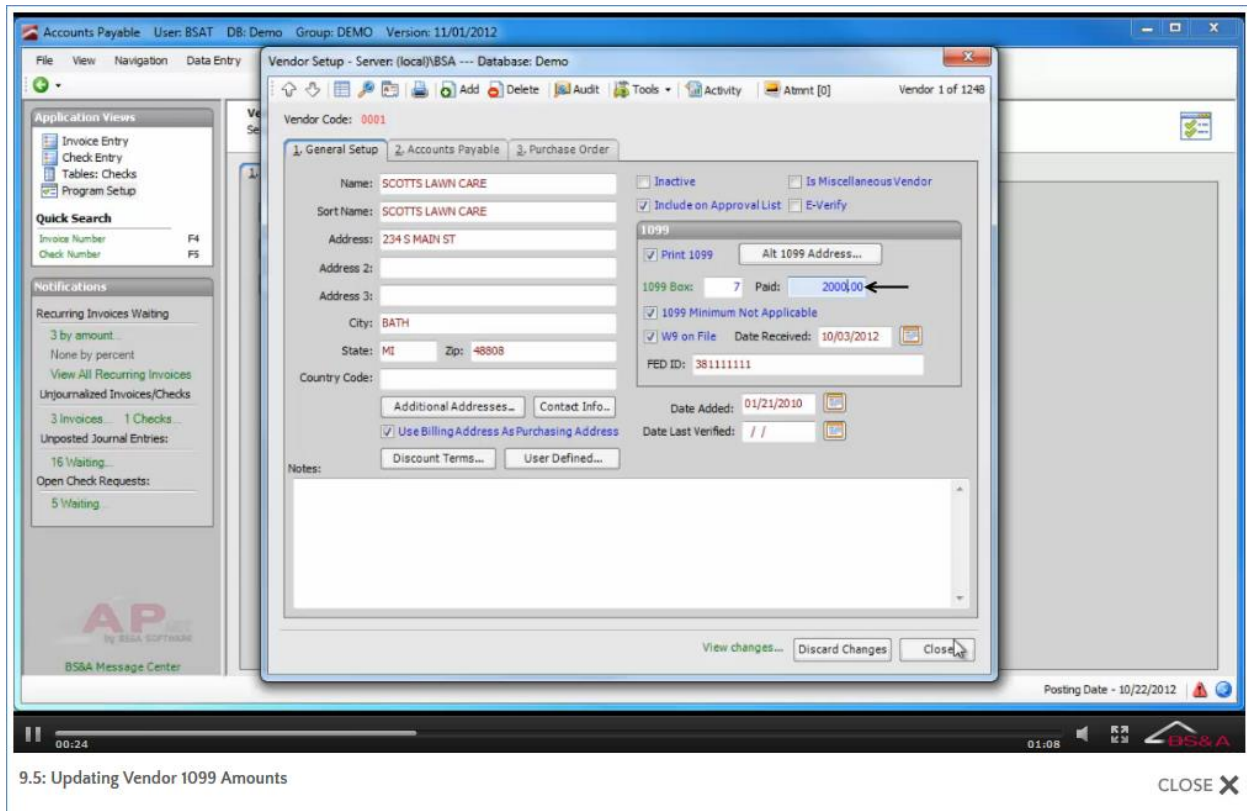 Accounts Payable User: BSAT DB: Demo Group: DEMO Version: 11/01/2012
File View Navigation Data Entry
Vendor Setup - Server: (local)\BSA --- Database: Demo
Add Delete Audit Tools Activity Atmnt [0] Vendor 1 of 1248
Vendor Code: 0001
1. General Setup 2. Accounts Payable 3. Purchase Order
Name: SCOTTS LAWN CARE
Sort Name: SCOTTS LAWN CARE
Address: 234 S MAIN ST
Address 2:
Address 3:
City: BATH
State: MI Zip: 48808
Country Code:
Additional Addresses... Contact Info...
Use Billing Address As Purchasing Address
Discount Terms... User Defined...
Notes:
Inactive Is Miscellaneous Vendor
Include on Approval List E-Verify
1099
Print 1099 Alt 1099 Address...
1099 Box: 7 Paid: 2000.00
1099 Minimum Not Applicable
W9 on File Date Received: 10/03/2012
FED ID: 381111111
Date Added: 01/21/2010
Date Last Verified: / /
View changes... Discard Changes Close
Application Views
Invoice Entry
Check Entry
Tables: Checks
Program Setup
Quick Search
Invoice Number F4
Check Number F5
Notifications
Recurring Invoices Waiting
3 by amount...
None by percent
View All Recurring Invoices
Unjournalized Invoices/Checks
3 Invoices... 1 Checks...
Unposted Journal Entries:
16 Waiting...
Open Check Requests:
5 Waiting...
AP
by BS&A SOFTWARE
BS&A Message Center
Posting Date - 10/22/2012
00:24 01:08 BS&A
9.5: Updating Vendor 1099 Amounts
CLOSE X